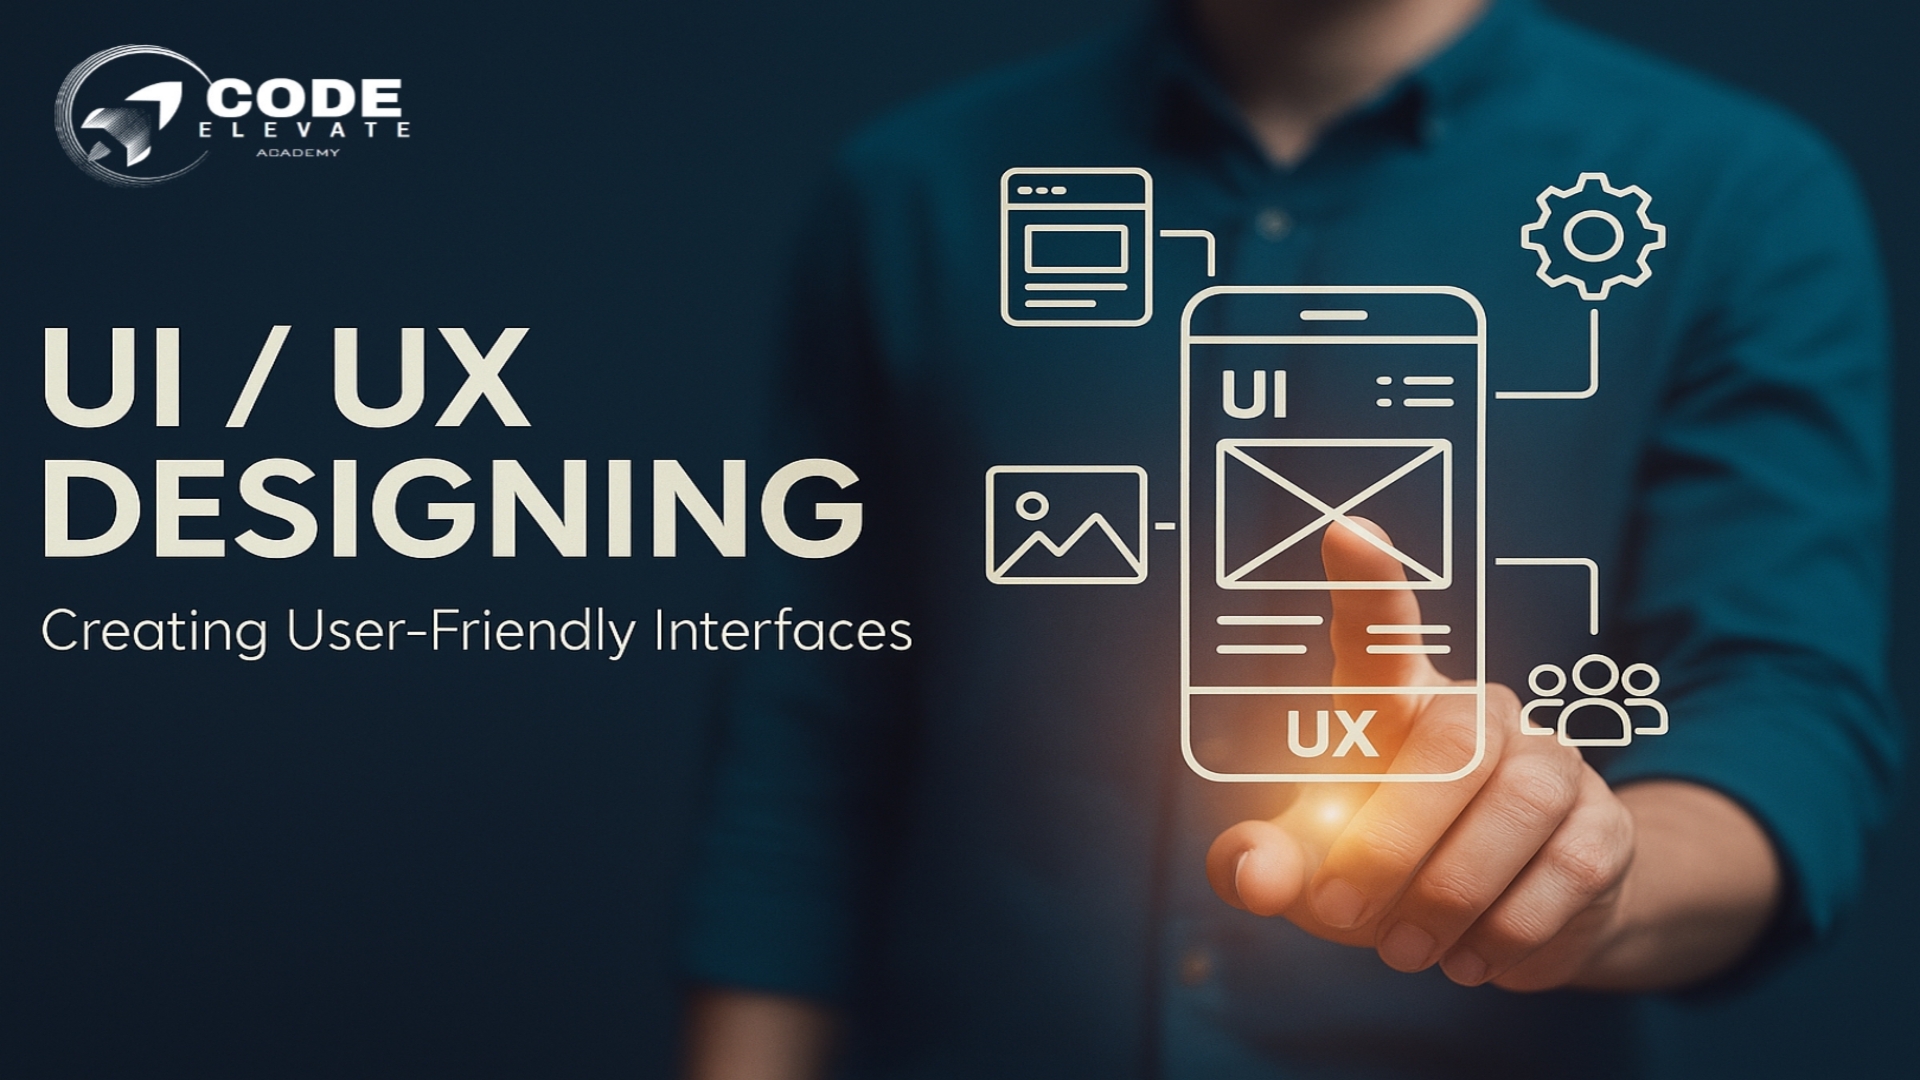 CODE
ELEVATE
ACADEMY
UI / UX
DESIGNING
Creating User-Friendly Interfaces
UI
UX